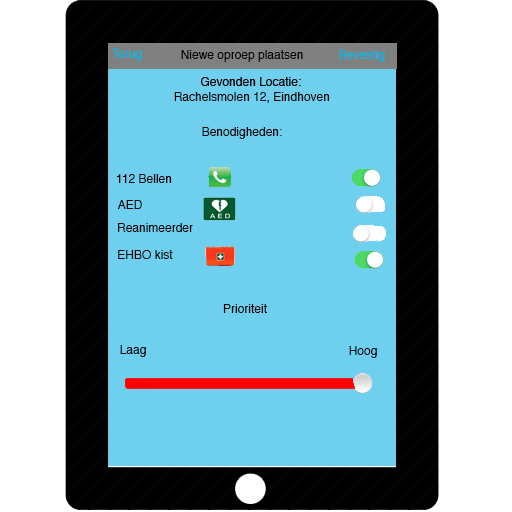 Terug Niewe oproep plaatsen Bevestig
Gevonden Locatie:
Rachelsmolen 12, Eindhoven
Benodigheden:
112 Bellen
AED
AED
Reanimeerder
EHBO kist
Prioriteit
Laag Hoog